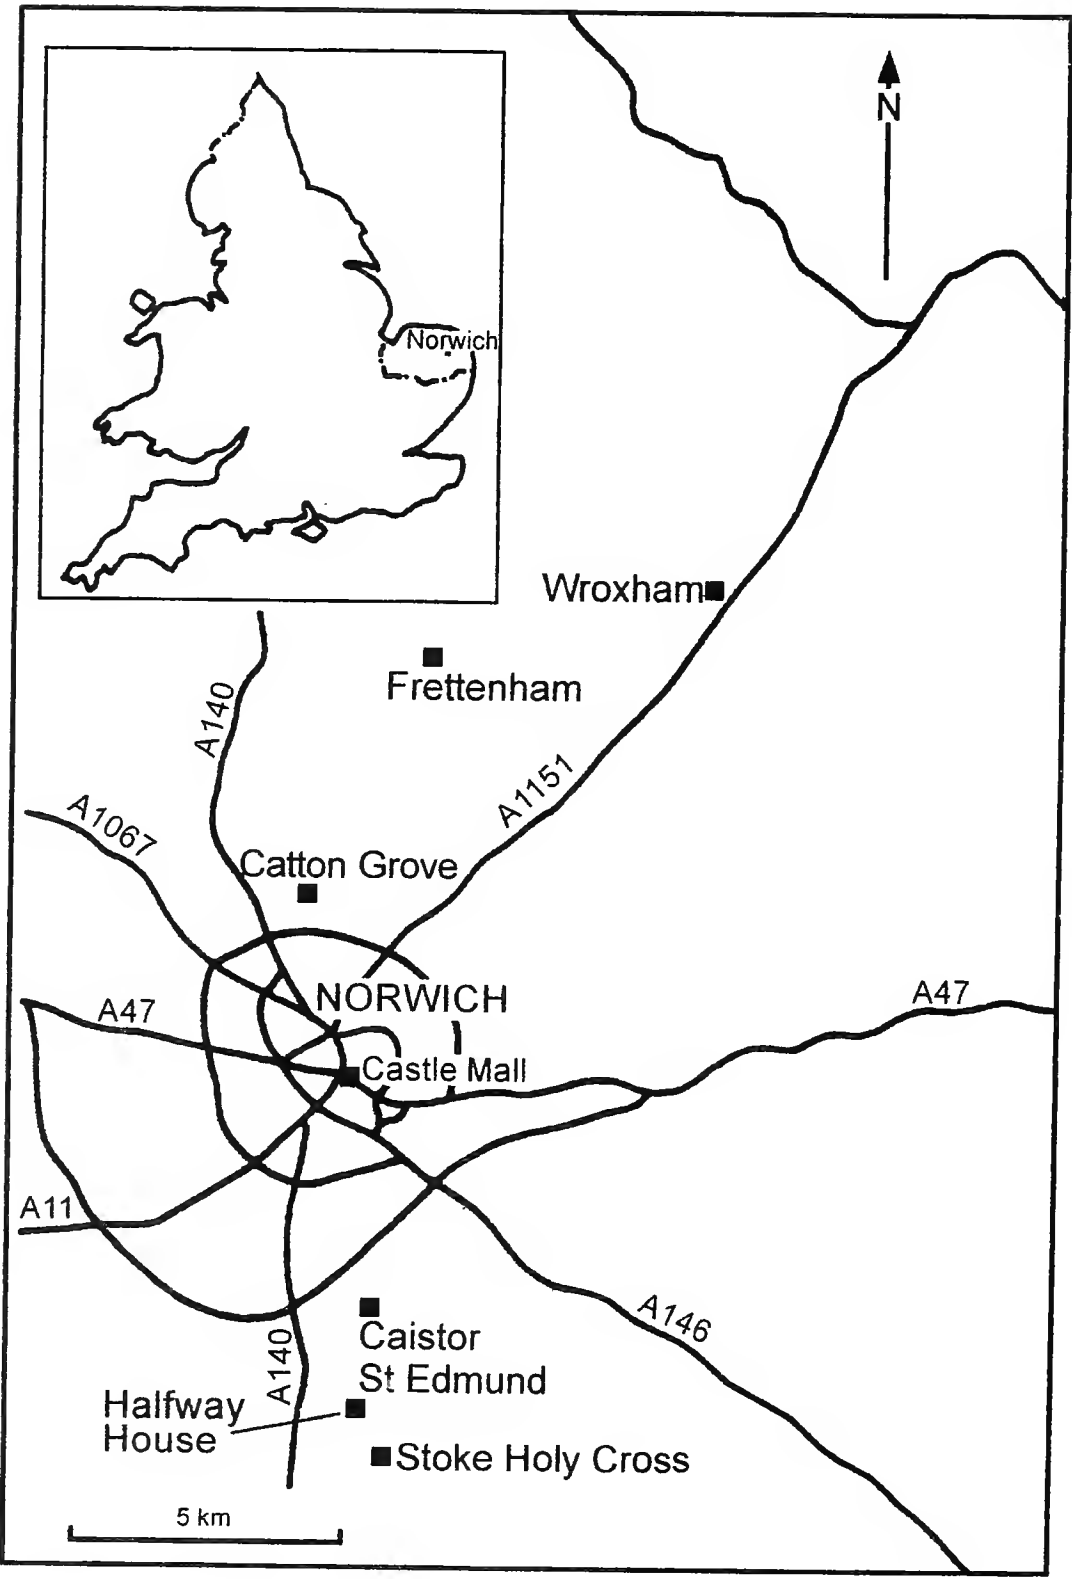 N
Norwich
Wroxham
Frettenham
A140
A1151
A1067
Catton Grove
NORWICH
A47
A47
Castle Mall
A11
A146
Caistor
St Edmund
A140
Halfway
House
Stoke Holy Cross
5 km